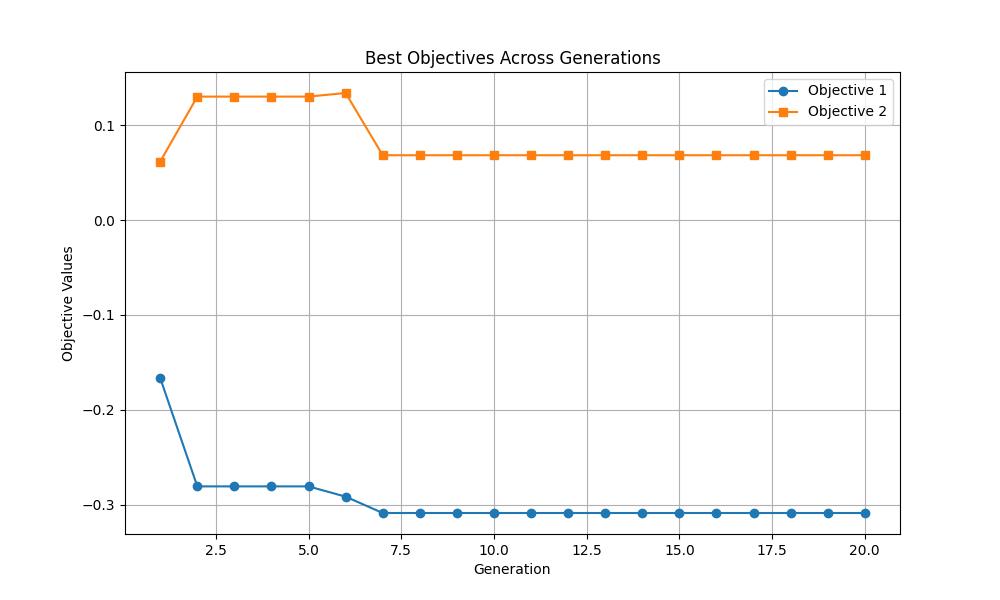 Best Objectives Across Generations
Objective 1
Objective 2
Objective Values
0.1
0.0
−0.1
−0.2
−0.3
2.5 5.0 7.5 10.0 12.5 15.0 17.5 20.0
Generation